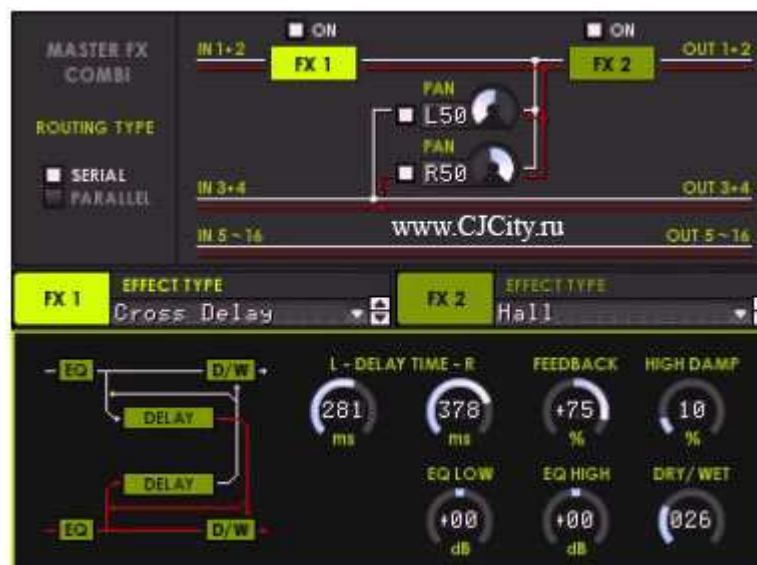 ON
ON
MASTER FX
COMBI
IN 1+2
FX 1
FX 2
OUT 1+2
PAN
L50
ROUTING TYPE
PAN
R50
SERIAL
PARALLEL
IN 3+4
OUT 3+4
www.CJCity.ru
IN 5~16
OUT 5~16
FX 1
EFFECT TYPE
Cross Delay
FX 2
EFFECT TYPE
Hall
EQ
D/W
DELAY
DELAY
EQ
D/W
L - DELAY TIME - R
FEEDBACK
HIGH DAMP
281
378
+75
10
ms
ms
%
%
EQ LOW
EQ HIGH
DRY/WET
+00
+00
026
dB
dB